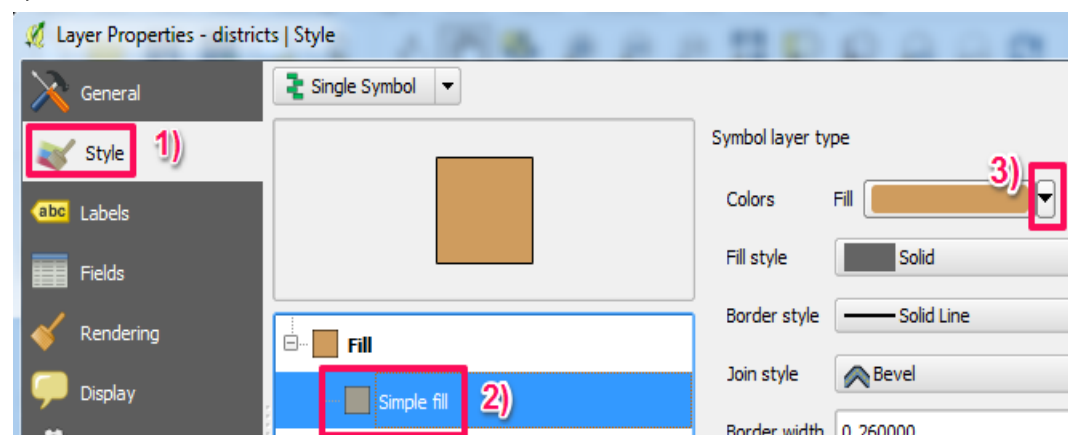 Layer Properties - districts | Style
General
Style
1)
abc
Labels
Fields
Rendering
Display
Single Symbol
Fill
Simple fill
2)
Symbol layer type
3)
Colors Fill
Fill style Solid
Border style Solid Line
Join style Bevel
Border width 0.260000